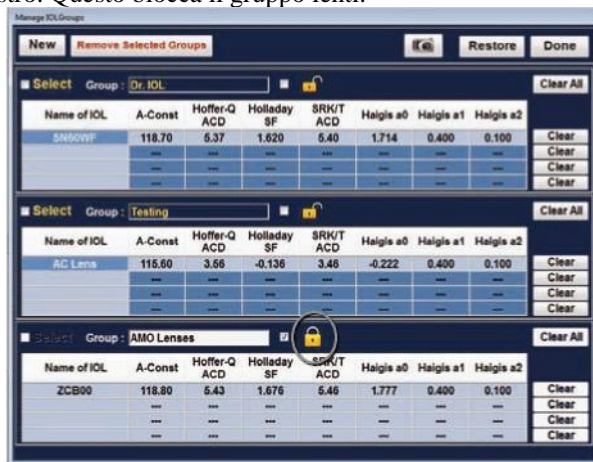 stro. Questo blocca il gruppo lenti.
Manage IOLGroups
New Remove Selected Groups Restore Done
Select Group : Dr. IOL Clear All
Name of IOL A-Const Hoffer-Q ACD Holladay SF SRK/T ACD Haigis a0 Haigis a1 Haigis a2
SN60WF 118.70 5.37 1.620 5.40 1.714 0.400 0.100 Clear
--- --- --- --- --- --- --- Clear
--- --- --- --- --- --- --- Clear
--- --- --- --- --- --- --- Clear
Select Group : Testing Clear All
Name of IOL A-Const Hoffer-Q ACD Holladay SF SRK/T ACD Haigis a0 Haigis a1 Haigis a2
AC Lens 115.60 3.56 -0.136 3.46 -0.222 0.400 0.100 Clear
--- --- --- --- --- --- --- Clear
--- --- --- --- --- --- --- Clear
--- --- --- --- --- --- --- Clear
Select Group : AMO Lenses Clear All
Name of IOL A-Const Hoffer-Q ACD Holladay SF SRK/T ACD Haigis a0 Haigis a1 Haigis a2
ZCB00 118.80 5.43 1.676 5.46 1.777 0.400 0.100 Clear
--- --- --- --- --- --- --- Clear
--- --- --- --- --- --- --- Clear
--- --- --- --- --- --- --- Clear